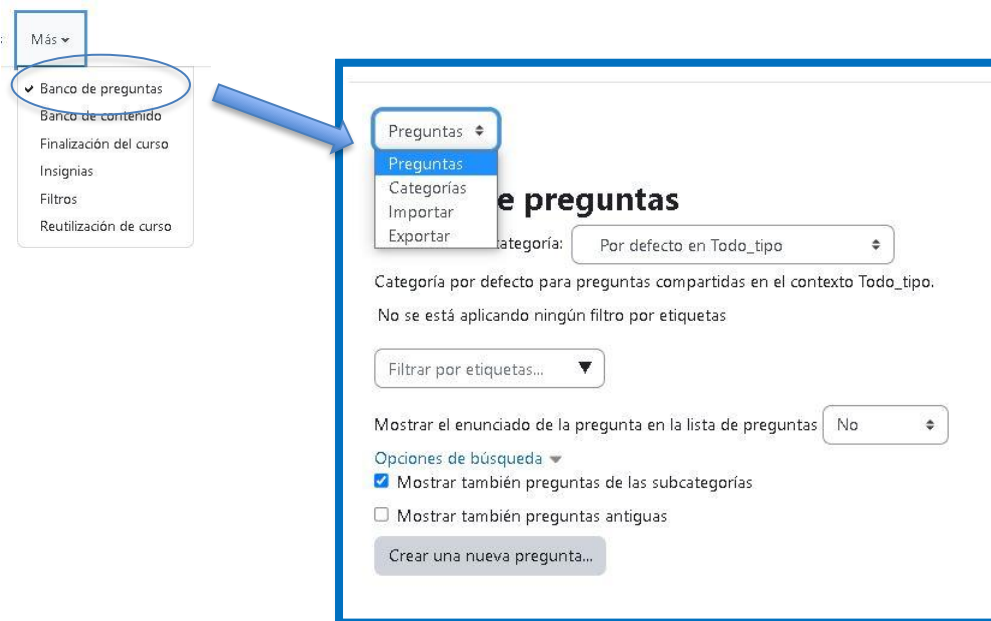 Más
Banco de preguntas
Banco de contenido
Finalización del curso
Insignias
Filtros
Reutilización de curso
Preguntas
Preguntas
Categorías
Importar
Exportar
e preguntas
ategoría: Por defecto en Todo_tipo
Categoría por defecto para preguntas compartidas en el contexto Todo_tipo.
No se está aplicando ningún filtro por etiquetas
Filtrar por etiquetas...
Mostrar el enunciado de la pregunta en la lista de preguntas No
Opciones de búsqueda
Mostrar también preguntas de las subcategorías
Mostrar también preguntas antiguas
Crear una nueva pregunta...